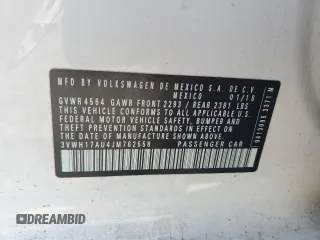 MFD BY VOLKSWAGEN DE MEXICO S.A. DE C.V
MEXICO 01/18
GVWR 4564 GAWR FRONT 2293 / REAR 2381 LBS
THIS VEHICLE CONFORMS TO ALL APPLICABLE
FEDERAL MOTOR VEHICLE SAFETY, BUMPER AND THEFT
PREVENTION STANDARDS IN EFFECT ON THE
DATE OF MANUFACTURE SHOWN ABOVE.
3VWH17AU4JM762558 PASSENGER CAR
DREAMBID